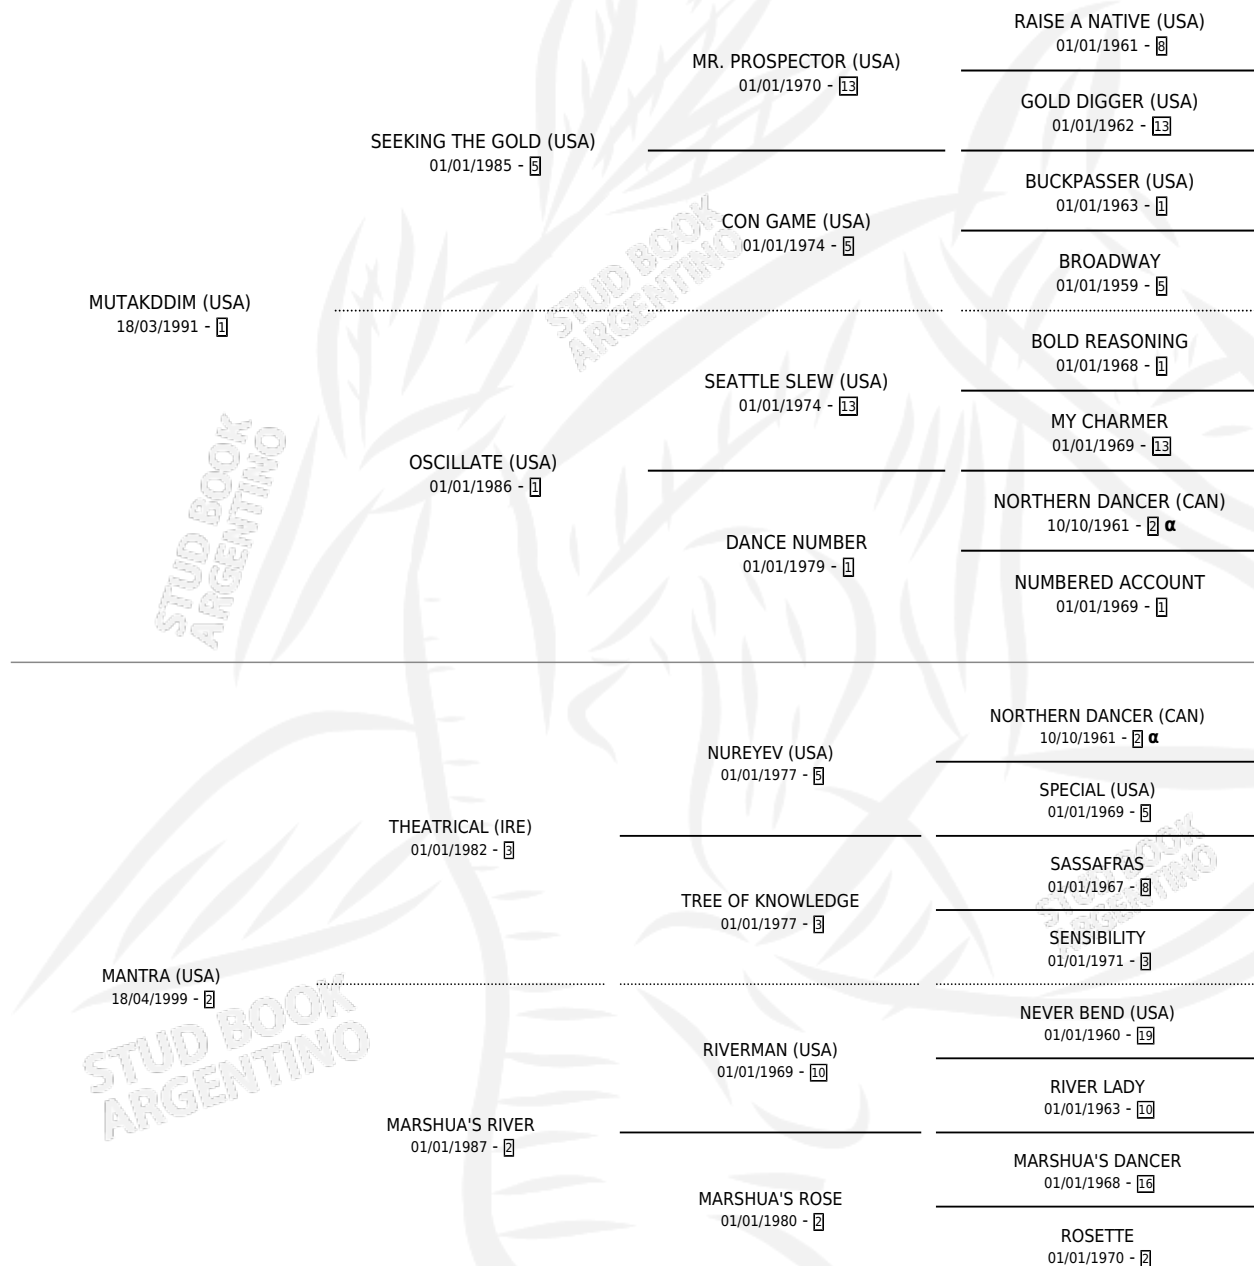 RAISE A NATIVE (USA)
01/01/1961 - 8
MR. PROSPECTOR (USA)
01/01/1970 - 13
GOLD DIGGER (USA)
01/01/1962 - 13
SEEKING THE GOLD (USA)
01/01/1985 - 5
BUCKPASSER (USA)
01/01/1963 - 1
CON GAME (USA)
01/01/1974 - 5
BROADWAY
01/01/1959 - 5
MUTAKDDIM (USA)
18/03/1991 - 1
BOLD REASONING
01/01/1968 - 1
SEATTLE SLEW (USA)
01/01/1974 - 13
MY CHARMER
01/01/1969 - 13
OSCILLATE (USA)
01/01/1986 - 1
NORTHERN DANCER (CAN)
10/10/1961 - 2 α
DANCE NUMBER
01/01/1979 - 1
NUMBERED ACCOUNT
01/01/1969 - 1
NORTHERN DANCER (CAN)
10/10/1961 - 2 α
NUREYEV (USA)
01/01/1977 - 5
SPECIAL (USA)
01/01/1969 - 5
THEATRICAL (IRE)
01/01/1982 - 3
SASSAFRAS
01/01/1967 - 8
TREE OF KNOWLEDGE
01/01/1977 - 3
SENSIBILITY
01/01/1971 - 3
MANTRA (USA)
18/04/1999 - 2
NEVER BEND (USA)
01/01/1960 - 19
RIVERMAN (USA)
01/01/1969 - 10
RIVER LADY
01/01/1963 - 10
MARSHUA'S RIVER
01/01/1987 - 2
MARSHUA'S DANCER
01/01/1968 - 16
MARSHUA'S ROSE
01/01/1980 - 2
ROSETTE
01/01/1970 - 2
STUD BOOK
ARGENTINO
STUD BOOK
ARGENTINO
STUD BOOK
ARGENTINO
STUD BOOK
ARGENTINO